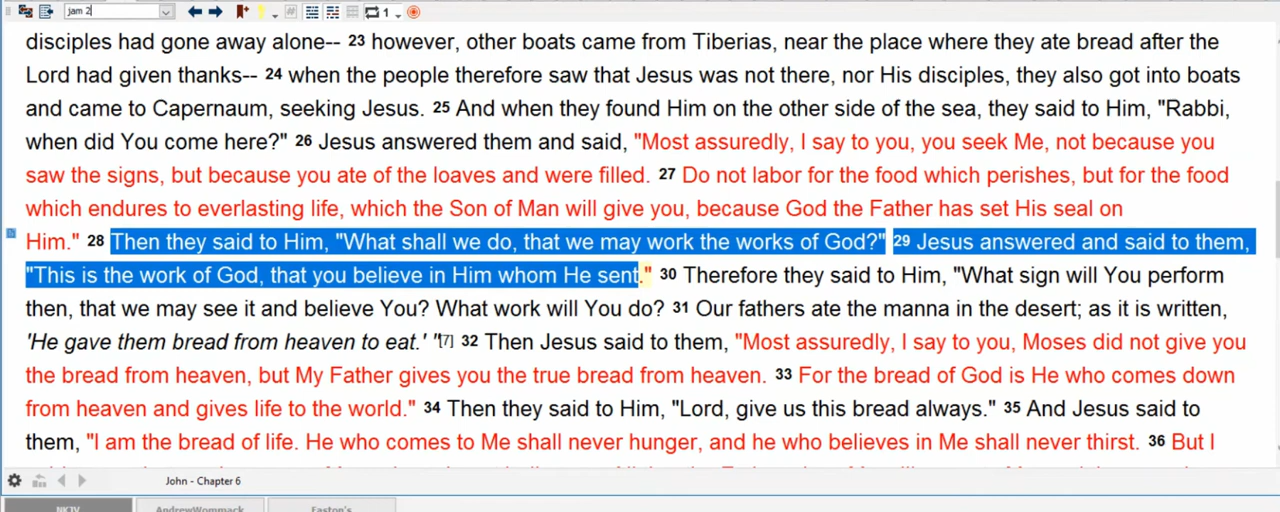 jam 2 1
disciples had gone away alone-- 23 however, other boats came from Tiberias, near the place where they ate bread after the
Lord had given thanks-- 24 when the people therefore saw that Jesus was not there, nor His disciples, they also got into boats
and came to Capernaum, seeking Jesus. 25 And when they found Him on the other side of the sea, they said to Him, "Rabbi,
when did You come here?" 26 Jesus answered them and said, "Most assuredly, I say to you, you seek Me, not because you
saw the signs, but because you ate of the loaves and were filled. 27 Do not labor for the food which perishes, but for the food
which endures to everlasting life, which the Son of Man will give you, because God the Father has set His seal on
Him." 28 Then they said to Him, "What shall we do, that we may work the works of God?" 29 Jesus answered and said to them,
"This is the work of God, that you believe in Him whom He sent." 30 Therefore they said to Him, "What sign will You perform
then, that we may see it and believe You? What work will You do? 31 Our fathers ate the manna in the desert; as it is written,
'He gave them bread from heaven to eat.' "[7] 32 Then Jesus said to them, "Most assuredly, I say to you, Moses did not give you
the bread from heaven, but My Father gives you the true bread from heaven. 33 For the bread of God is He who comes down
from heaven and gives life to the world." 34 Then they said to Him, "Lord, give us this bread always." 35 And Jesus said to
them, "I am the bread of life. He who comes to Me shall never hunger, and he who believes in Me shall never thirst. 36 But I
John - Chapter 6
NKJV AndrewWommack Easton's